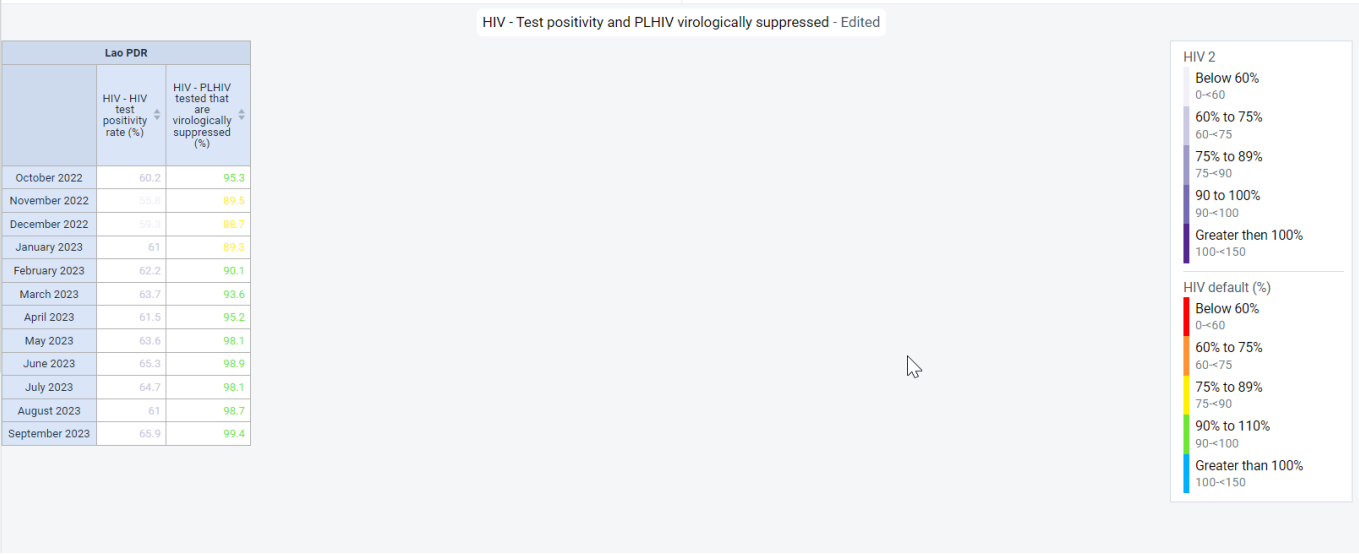 HIV - Test positivity and PLHIV virologically suppressed - Edited
Lao PDR
HIV - HIV
test
positivity
rate (%)
HIV - PLHIV
tested that
are
virologically
suppressed
(%)
October 2022 60.2 95.3
November 2022 55.8 89.5
December 2022 59.3 88.7
January 2023 61 89.3
February 2023 62.2 90.1
March 2023 63.7 93.6
April 2023 61.5 95.2
May 2023 63.6 98.1
June 2023 65.3 98.9
July 2023 64.7 98.1
August 2023 61 98.7
September 2023 65.9 99.4
HIV 2
Below 60%
0-<60
60% to 75%
60-<75
75% to 89%
75-<90
90 to 100%
90-<100
Greater then 100%
100-<150
HIV default (%)
Below 60%
0-<60
60% to 75%
60-<75
75% to 89%
75-<90
90% to 110%
90-<100
Greater than 100%
100-<150